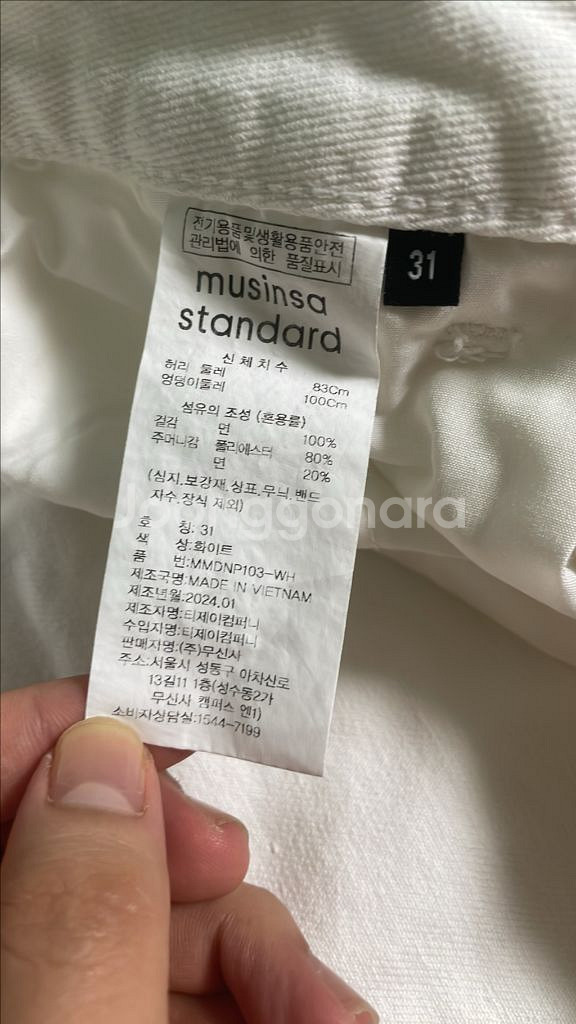 전기용품및생활용품안전
관리법에 의한 품질표시
31
musinsa
standard
신체치수
허리 둘레 83Cm
엉덩이둘레 100Cm
섬유의 조성 (혼용률)
겉감 면 100%
주머니감 폴리에스터 80%
면 20%
(심지.보강재.상표.무늬.밴드
자수.장식 제외)
Joonggonara
호 칭: 31
색 상:화이트
품 번:MMDNP103-WH
제조국명:MADE IN VIETNAM
제조년월:2024.01
제조자명:티제이컴퍼니
수입자명:티제이컴퍼니
판매자명:(주)무신사
주소:서울시 성동구 아차산로
13길11 1층(성수동2가
무신사 캠퍼스 엔1)
소비자상담실:1544-7199